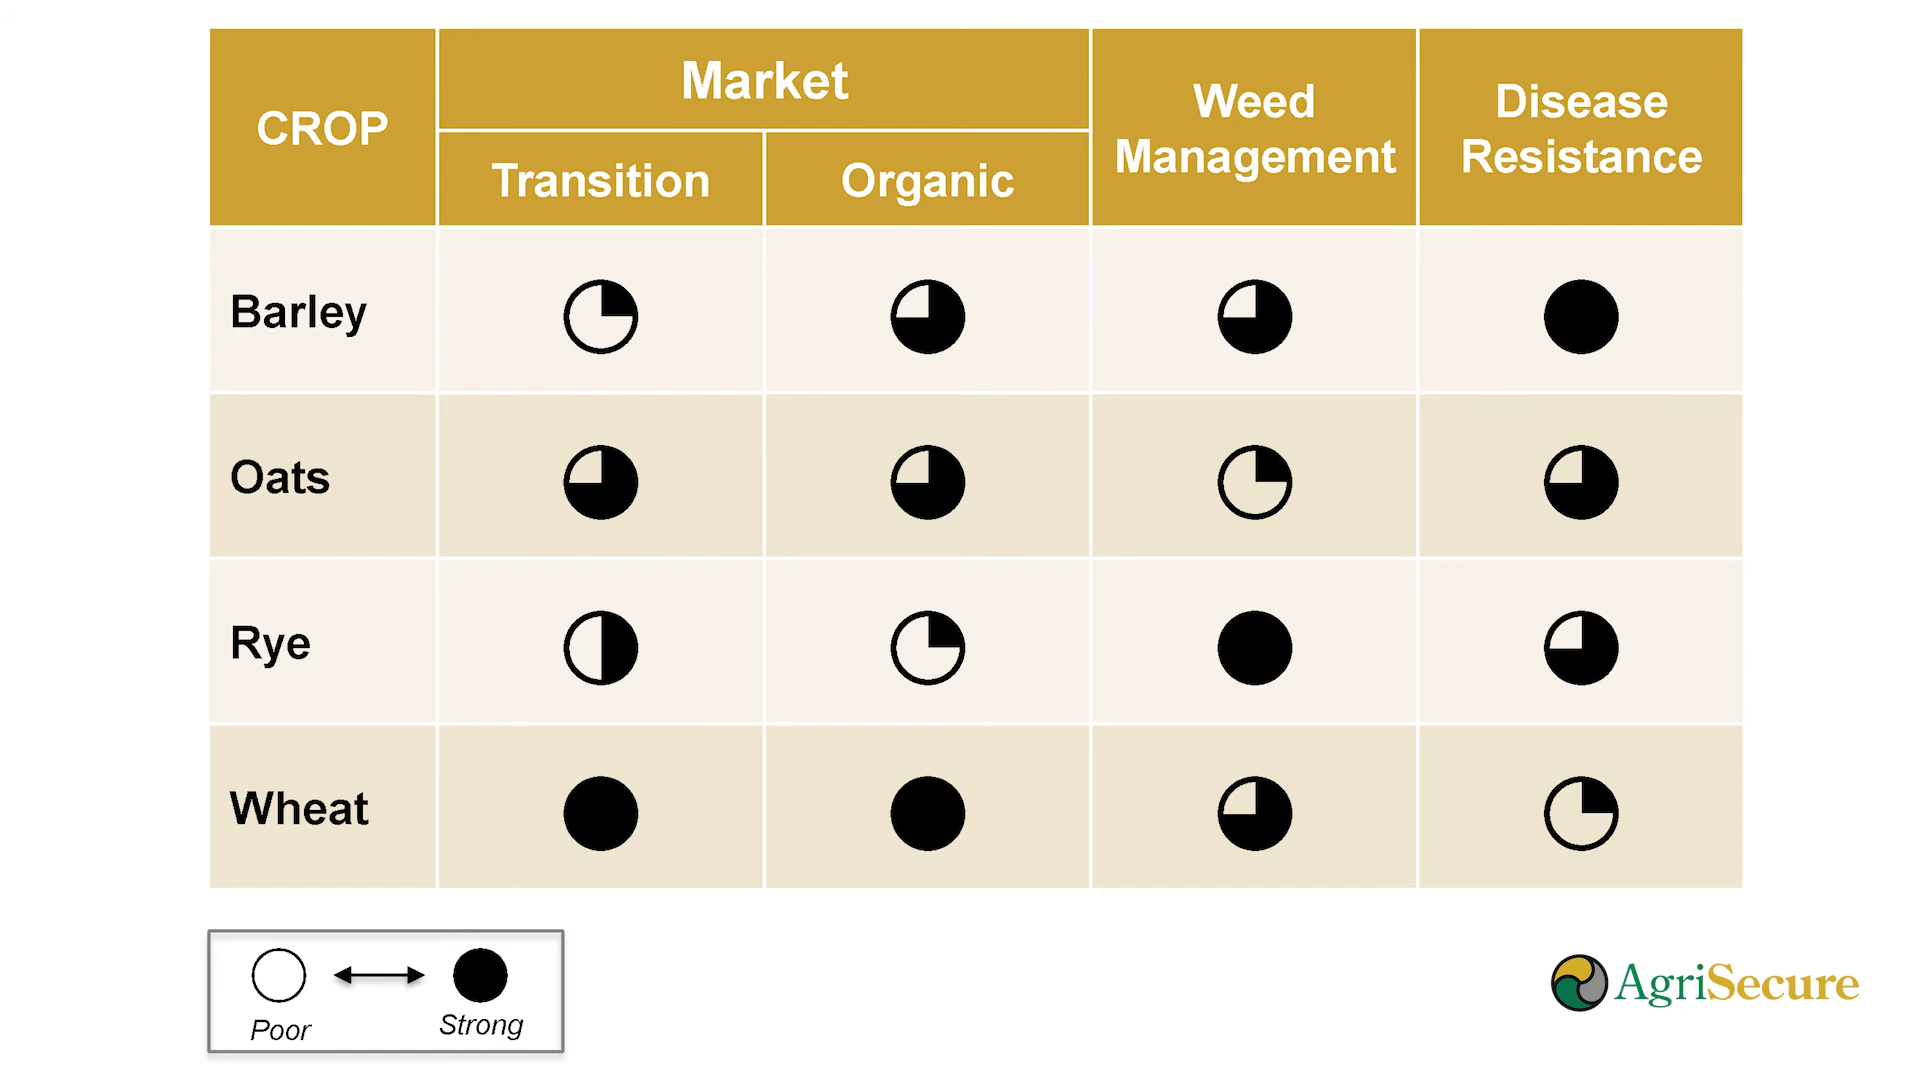 CROP
Market
Transition
Organic
Weed
Management
Disease
Resistance
Barley
Oats
Rye
Wheat
Poor
Strong
AgriSecure